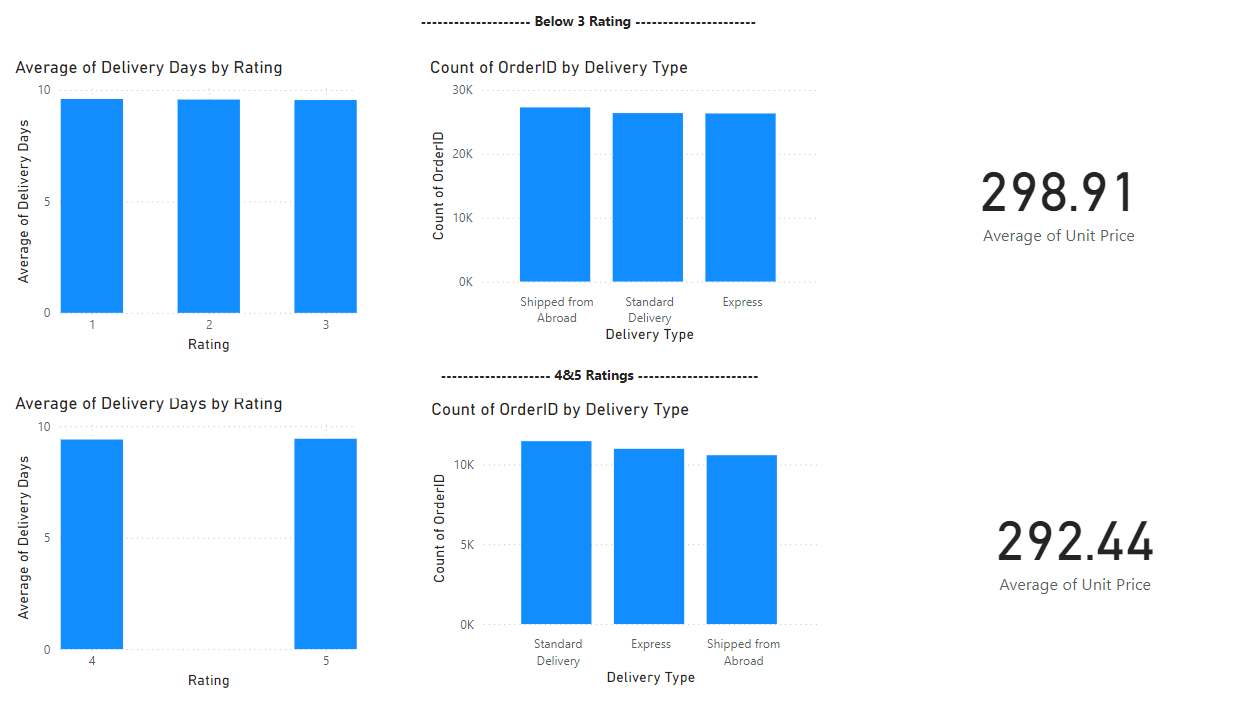 -------------------- Below 3 Rating ----------------------
Average of Delivery Days by Rating
Average of Delivery Days
10
5
0
1 2 3
Rating
Count of OrderID by Delivery Type
Count of OrderID
30K
20K
10K
0K
Shipped from Abroad
Standard Delivery
Express
Delivery Type
298.91
Average of Unit Price
-------------------- 4&5 Ratings ----------------------
Average of Delivery Days by Rating
Average of Delivery Days
10
5
0
4 5
Rating
Count of OrderID by Delivery Type
Count of OrderID
10K
5K
0K
Standard Delivery
Express
Shipped from Abroad
Delivery Type
292.44
Average of Unit Price